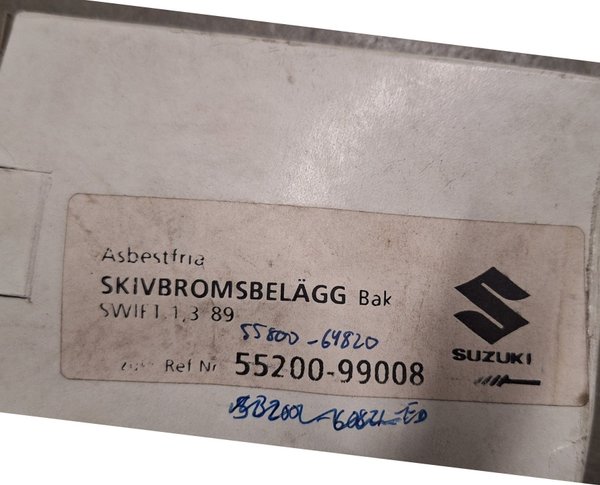 Asbestfria
SKIVBROMSBELÄGG Bak
SWIFT 1,3 89
55800-64820
Ref Nr 55200-99008
SUZUKI